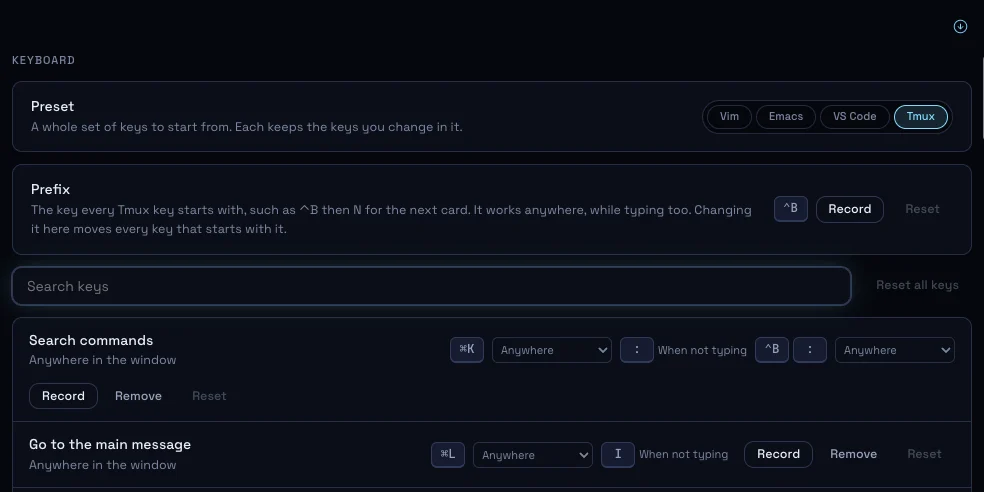 KEYBOARD
Preset
A whole set of keys to start from. Each keeps the keys you change in it.
Vim Emacs VS Code Tmux
Prefix
The key every Tmux key starts with, such as ^B then N for the next card. It works anywhere, while typing too. Changing
it here moves every key that starts with it.
^B Record Reset
Search keys Reset all keys
Search commands
Anywhere in the window
⌘K Anywhere : When not typing ^B : Anywhere
Record Remove Reset
Go to the main message
Anywhere in the window
⌘L Anywhere I When not typing Record Remove Reset